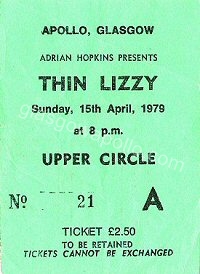 APOLLO, GLASGOW
ADRIAN HOPKINS PRESENTS
THIN LIZZY
Sunday, 15th April, 1979
at 8 p.m.
UPPER CIRCLE
No 21 A
TICKET £2.50
TO BE RETAINED
TICKETS CANNOT BE EXCHANGED